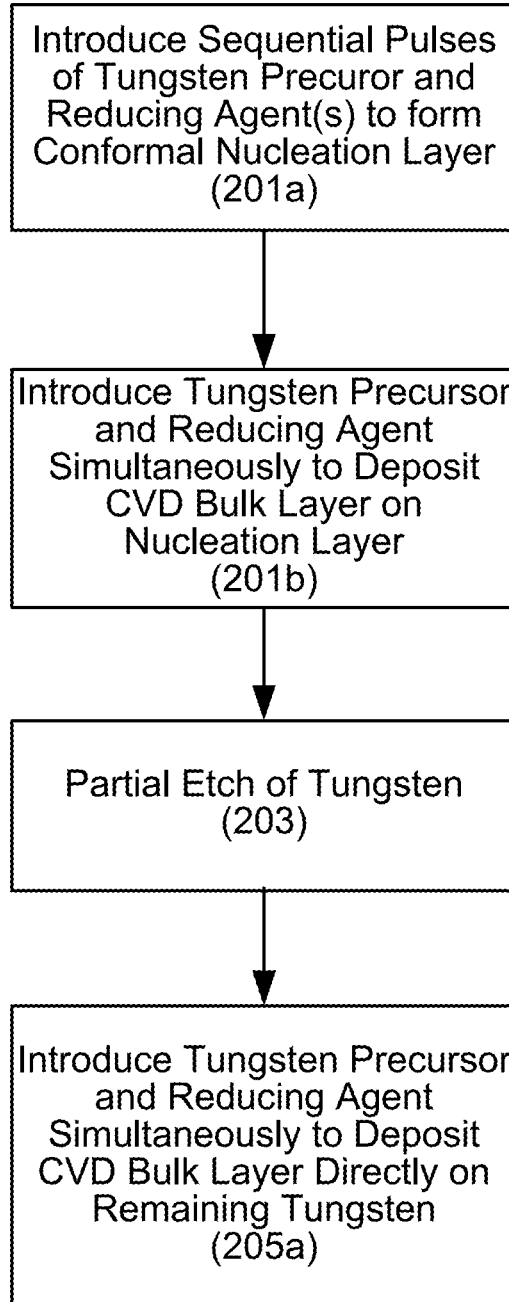 Introduce Sequential Pulses
of Tungsten Precuror and
Reducing Agent(s) to form
Conformal Nucleation Layer
(201a)
Introduce Tungsten Precursor
and Reducing Agent
Simultaneously to Deposit
CVD Bulk Layer on
Nucleation Layer
(201b)
Partial Etch of Tungsten
(203)
Introduce Tungsten Precursor
and Reducing Agent
Simultaneously to Deposit
CVD Bulk Layer Directly on
Remaining Tungsten
(205a)